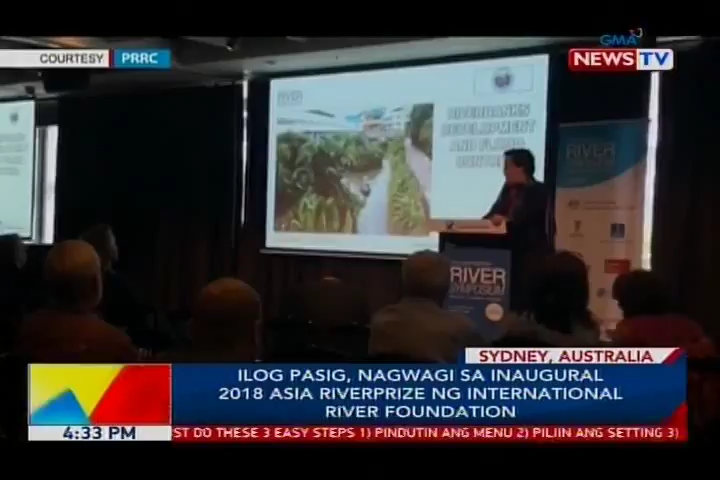 GMA
NEWS TV
COURTESY PRRC
RIVERBANKS
DEVELOPMENT
AND FLOOD
CONTROL
RIVER
RIVER
SYMPOSIUM
SYDNEY, AUSTRALIA
ILOG PASIG, NAGWAGI SA INAUGURAL
2018 ASIA RIVERPRIZE NG INTERNATIONAL
RIVER FOUNDATION
4:33 PM
ST DO THESE 3 EASY STEPS 1) PINDUTIN ANG MENU 2) PILIIN ANG SETTING 3)